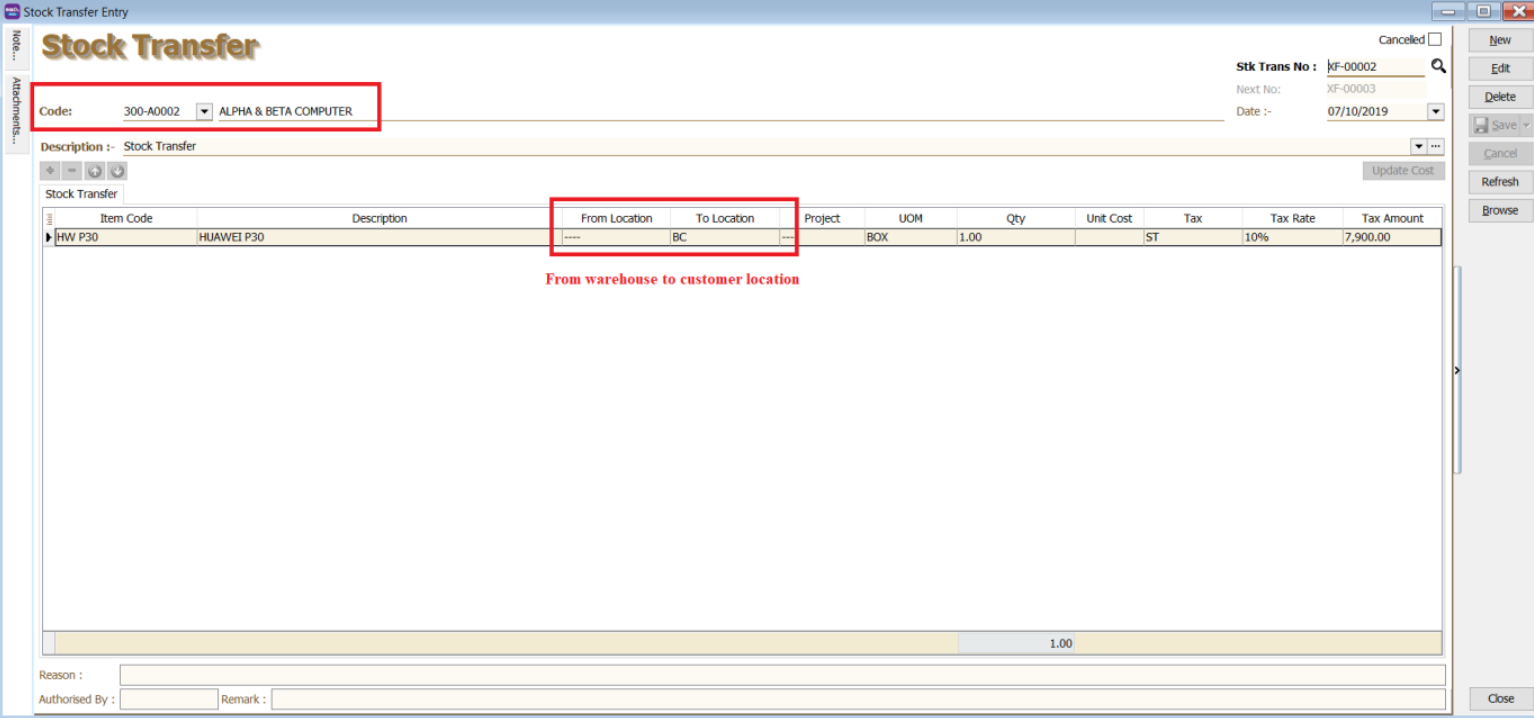 Stock Transfer Entry
Note...
Attachments...
Stock Transfer
Cancelled
Stk Trans No : XF-00002
Next No: XF-00003
Code: 300-A0002 ALPHA & BETA COMPUTER
Date :- 07/10/2019
Description :- Stock Transfer
Update Cost
Stock Transfer
Item Code Description From Location To Location Project UOM Qty Unit Cost Tax Tax Rate Tax Amount
HW P30 HUAWEI P30 ---- BC ---- BOX 1.00 ST 10% 7,900.00
From warehouse to customer location
1.00
Reason :
Authorised By : Remark :
New
Edit
Delete
Save
Cancel
Refresh
Browse
Close